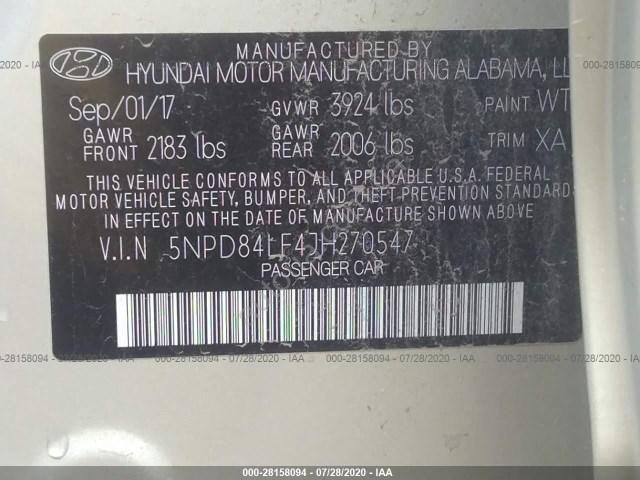 MANUFACTURED BY
HYUNDAI MOTOR MANUFACTURING ALABAMA, LL
Sep/01/17 GVWR 3924 lbs PAINT WT
GAWR FRONT 2183 lbs GAWR REAR 2006 lbs TRIM XA
THIS VEHICLE CONFORMS TO ALL APPLICABLE U.S.A. FEDERAL
MOTOR VEHICLE SAFETY, BUMPER, AND THEFT PREVENTION STANDARD
IN EFFECT ON THE DATE OF MANUFACTURE SHOWN ABOVE
V.I.N 5NPD84LF4JH270547
PASSENGER CAR
000-28158094 - 07/28/2020 - IAA